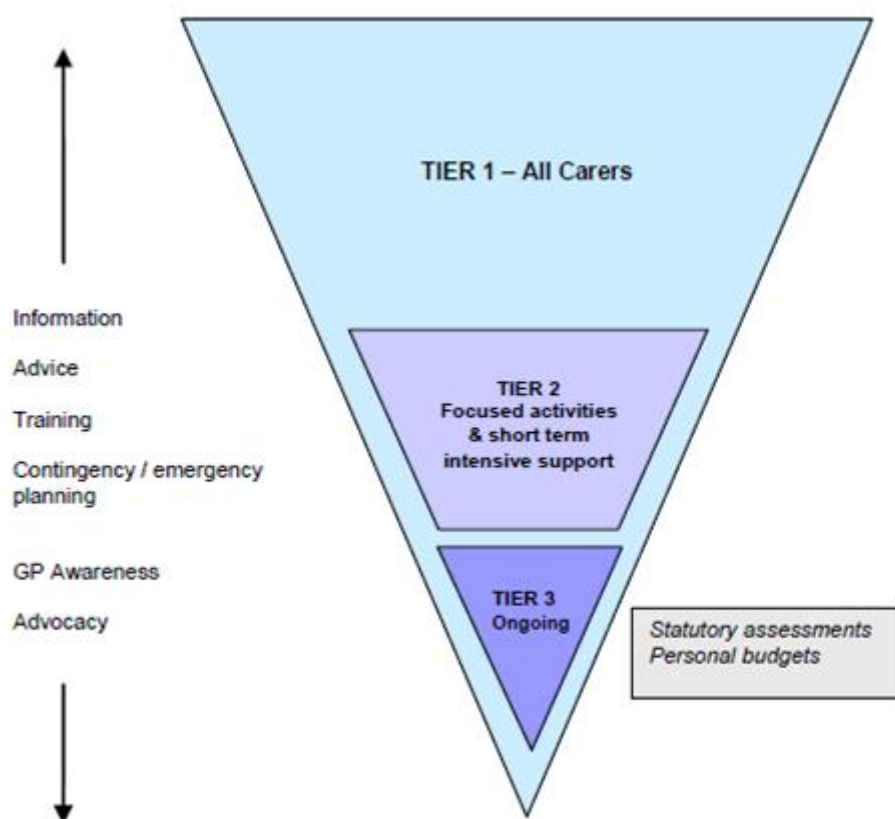 TIER 1 – All Carers
Information
Advice
Training
Contingency / emergency
planning
GP Awareness
Advocacy
TIER 2
Focused activities
& short term
intensive support
TIER 3
Ongoing
Statutory assessments
Personal budgets